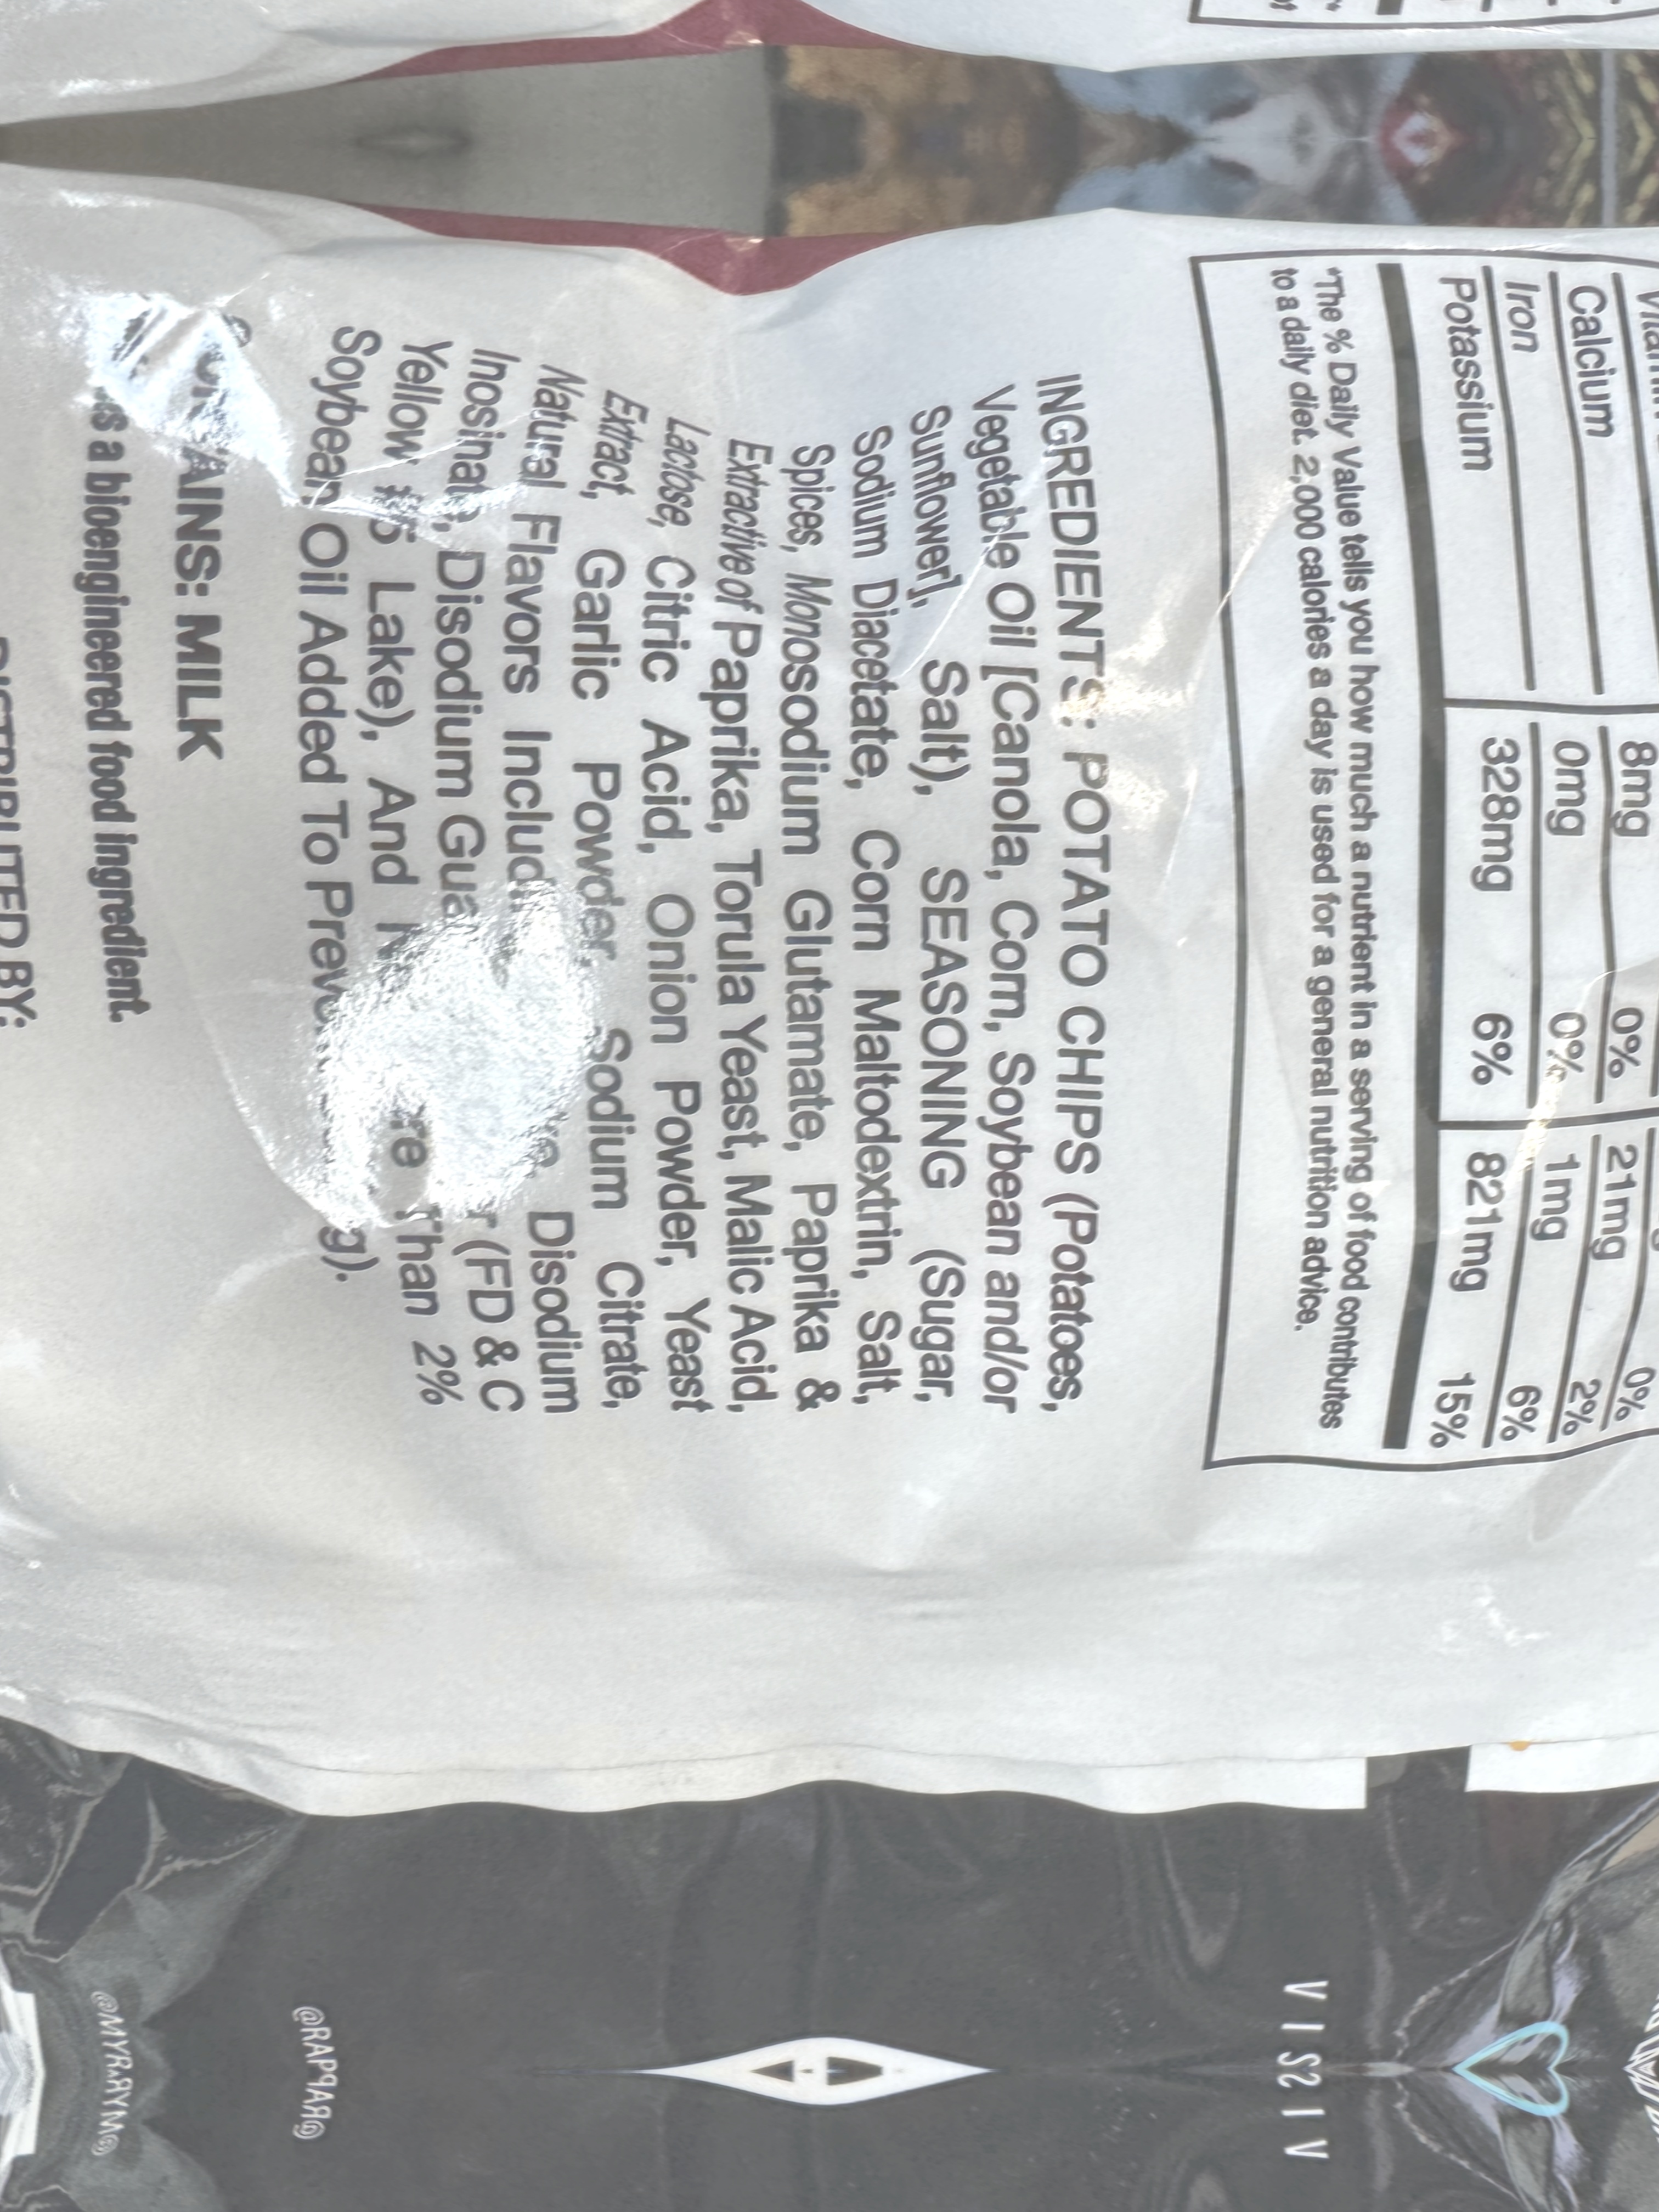 Calcium 8mg 0% 21mg 0%
Iron 0mg 0% 1mg 2%
Potassium 328mg 6% 821mg 15%
6%
*The % Daily Value tells you how much a nutrient in a serving of food contributes
to a daily diet. 2,000 calories a day is used for a general nutrition advice.
INGREDIENTS: POTATO CHIPS (Potatoes,
Vegetable Oil [Canola, Corn, Soybean and/or
Sunflower], Salt), SEASONING (Sugar,
Sodium Diacetate, Corn Maltodextrin, Salt,
Spices, Monosodium Glutamate, Paprika &
Extractive of Paprika, Torula Yeast, Malic Acid,
Lactose, Citric Acid, Onion Powder, Yeast
Extract, Garlic Powder, Sodium Citrate,
Natural Flavors Disodium
Inosinate, Disodium (FD & C
Yellow #5 Lake), And Than 2%
Soybean Oil Added To
MILK
a bioengineered food ingredient.
DISTRIBUTED BY: